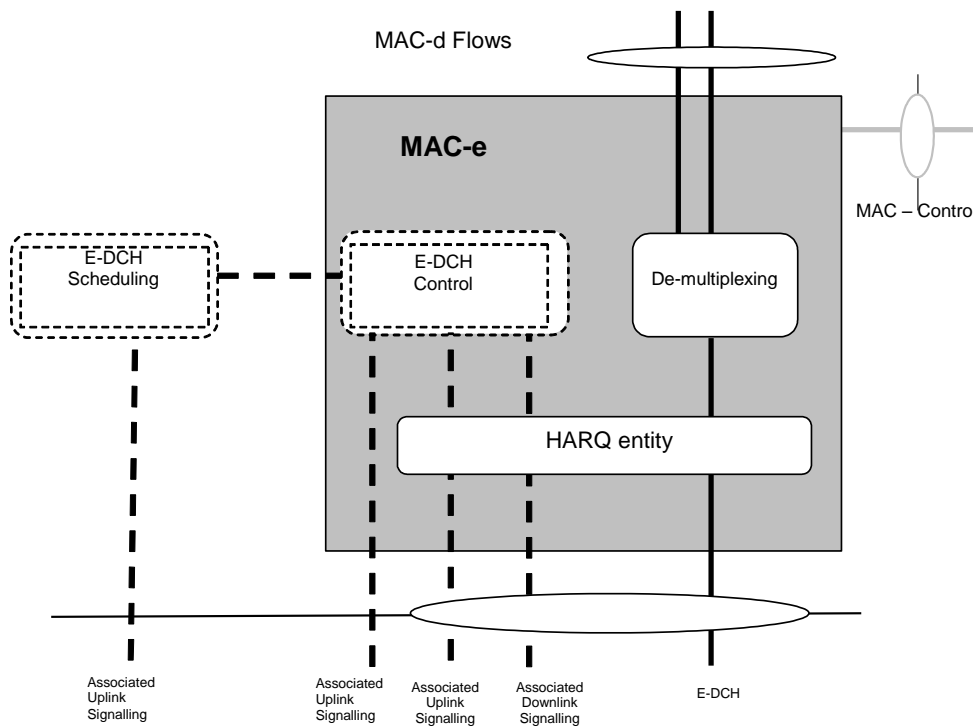 MAC-d Flows
MAC-e
MAC – Contro
E-DCH
Scheduling
E-DCH
Control
De-multiplexing
HARQ entity
Associated
Uplink
Signalling
Associated
Uplink
Signalling
Associated
Uplink
Signalling
Associated
Downlink
Signalling
E-DCH